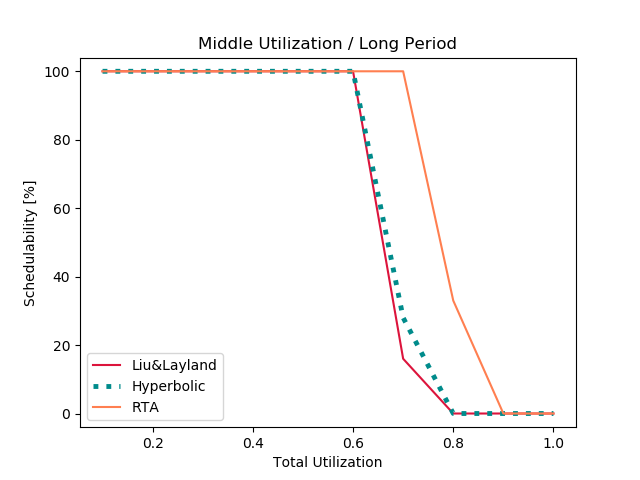 Middle Utilization / Long Period
Schedulability [%]
100
80
60
40
20
0
Liu&Layland
Hyperbolic
RTA
0.2
0.4
0.6
0.8
1.0
Total Utilization